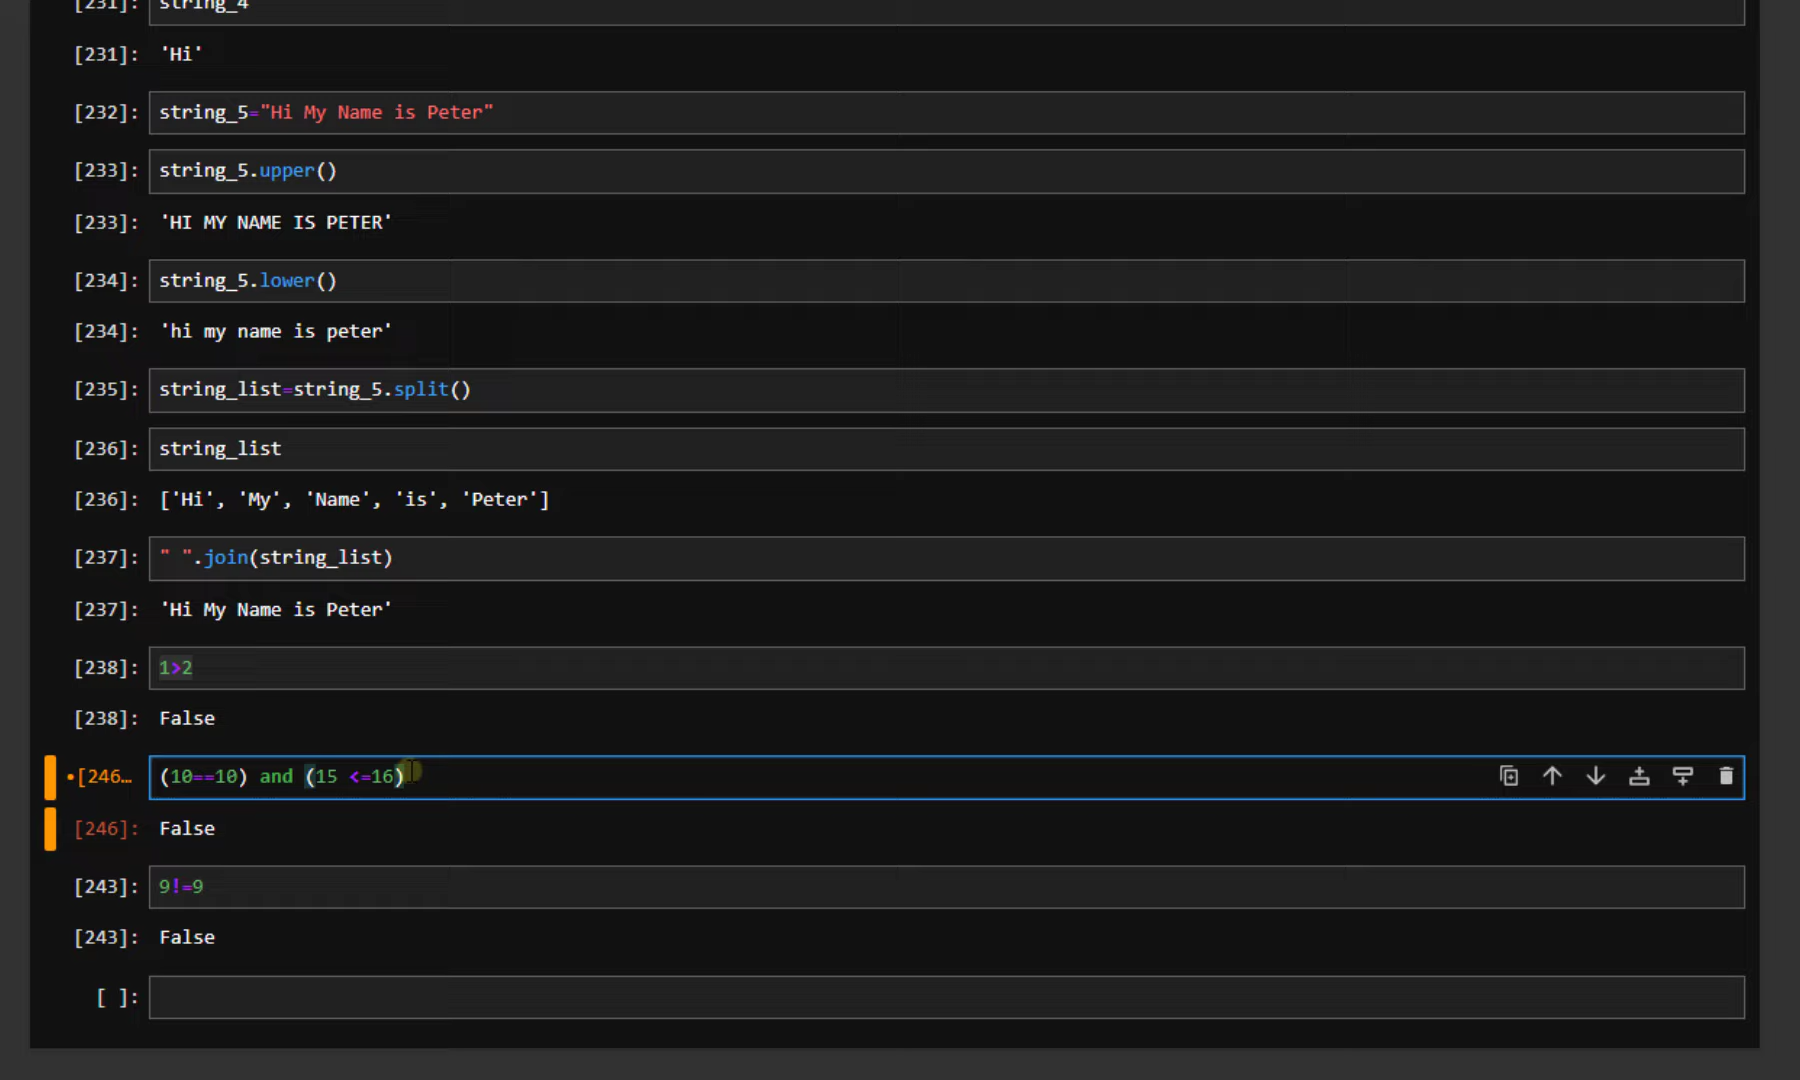 [231]: string_4
[231]: 'Hi'
[232]: string_5="Hi My Name is Peter"
[233]: string_5.upper()
[233]: 'HI MY NAME IS PETER'
[234]: string_5.lower()
[234]: 'hi my name is peter'
[235]: string_list=string_5.split()
[236]: string_list
[236]: ['Hi', 'My', 'Name', 'is', 'Peter']
[237]: " ".join(string_list)
[237]: 'Hi My Name is Peter'
[238]: 1>2
[238]: False
•[246… (10==10) and (15 <=16)
[246]: False
[243]: 9!=9
[243]: False
[ ]: